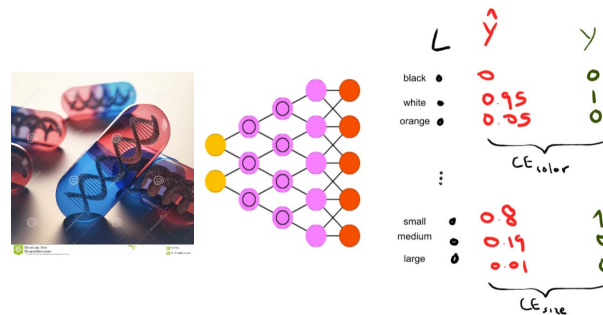 L ŷ y
black 0 0
white 0.95 1
orange 0.05 0
CE color
small 0.8 1
medium 0.19 0
large 0.01 0
CE size